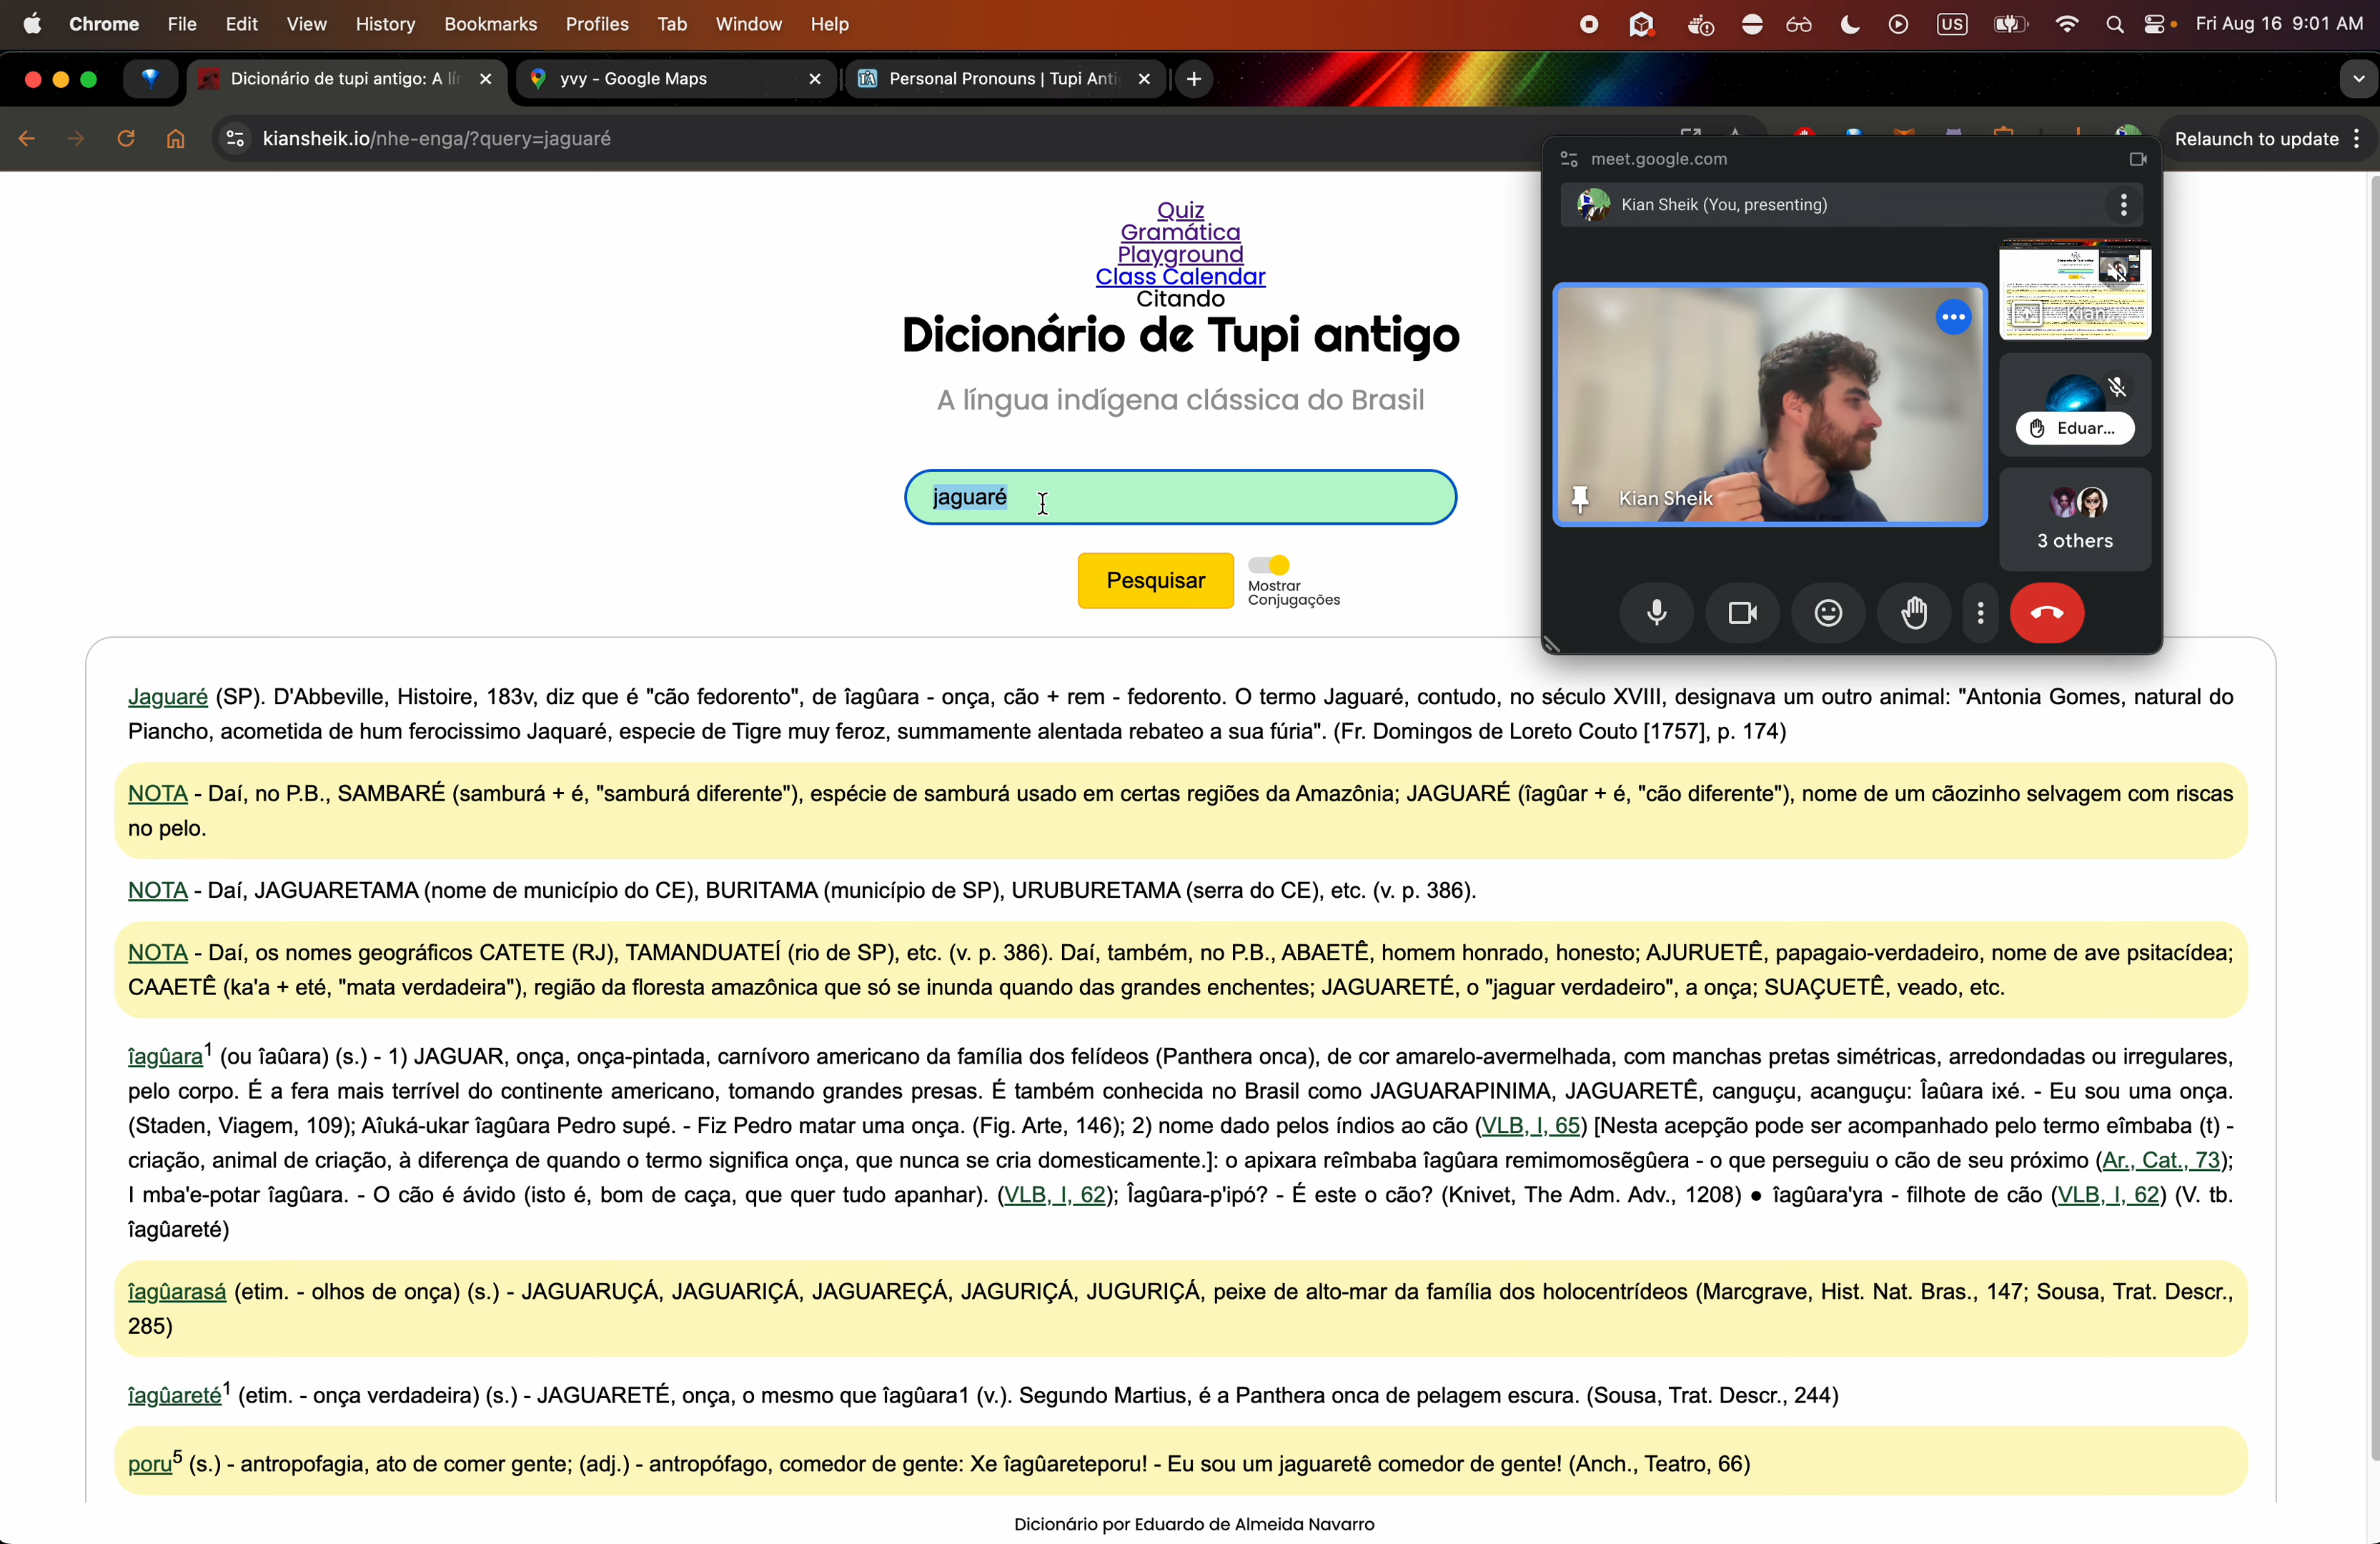 Chrome File Edit View History Bookmarks Profiles Tab Window Help US Fri Aug 16 9:01 AM
Dicionário de tupi antigo: A lín yvy - Google Maps Personal Pronouns | Tupi Anti
kiansheik.io/nhe-enga/?query=jaguaré Relaunch to update
meet.google.com
Kian Sheik (You, presenting)
Kian...
Eduar...
Kian Sheik
3 others
Quiz
Gramática
Playground
Class Calendar
Citando
Dicionário de Tupi antigo
A língua indígena clássica do Brasil
jaguaré
Pesquisar
Mostrar
Conjugações
Jaguaré (SP). D'Abbeville, Histoire, 183v, diz que é "cão fedorento", de îagûara - onça, cão + rem - fedorento. O termo Jaguaré, contudo, no século XVIII, designava um outro animal: "Antonia Gomes, natural do
Piancho, acometida de hum ferocissimo Jaquaré, especie de Tigre muy feroz, summamente alentada rebateo a sua fúria". (Fr. Domingos de Loreto Couto [1757], p. 174)
NOTA - Daí, no P.B., SAMBARÉ (samburá + é, "samburá diferente"), espécie de samburá usado em certas regiões da Amazônia; JAGUARÉ (îagûar + é, "cão diferente"), nome de um cãozinho selvagem com riscas
no pelo.
NOTA - Daí, JAGUARETAMA (nome de município do CE), BURITAMA (município de SP), URUBURETAMA (serra do CE), etc. (v. p. 386).
NOTA - Daí, os nomes geográficos CATETE (RJ), TAMANDUATEÍ (rio de SP), etc. (v. p. 386). Daí, também, no P.B., ABAETÊ, homem honrado, honesto; AJURUETÊ, papagaio-verdadeiro, nome de ave psitacídea;
CAAETÊ (ka'a + eté, "mata verdadeira"), região da floresta amazônica que só se inunda quando das grandes enchentes; JAGUARETÉ, o "jaguar verdadeiro", a onça; SUAÇUETÊ, veado, etc.
îagûara1 (ou îaûara) (s.) - 1) JAGUAR, onça, onça-pintada, carnívoro americano da família dos felídeos (Panthera onca), de cor amarelo-avermelhada, com manchas pretas simétricas, arredondadas ou irregulares,
pelo corpo. É a fera mais terrível do continente americano, tomando grandes presas. É também conhecida no Brasil como JAGUARAPINIMA, JAGUARETÊ, canguçu, acanguçu: Îaûara ixé. - Eu sou uma onça.
(Staden, Viagem, 109); Aîuká-ukar îagûara Pedro supé. - Fiz Pedro matar uma onça. (Fig. Arte, 146); 2) nome dado pelos índios ao cão (VLB, I, 65) [Nesta acepção pode ser acompanhado pelo termo eîmbaba (t) -
criação, animal de criação, à diferença de quando o termo significa onça, que nunca se cria domesticamente.]: o apixara reîmbaba îagûara remimomosẽgûera - o que perseguiu o cão de seu próximo (Ar., Cat., 73);
I mba'e-potar îagûara. - O cão é ávido (isto é, bom de caça, que quer tudo apanhar). (VLB, I, 62); Îagûara-p'ipó? - É este o cão? (Knivet, The Adm. Adv., 1208) ● îagûara'yra - filhote de cão (VLB, I, 62) (V. tb.
îagûareté)
îagûarasá (etim. - olhos de onça) (s.) - JAGUARUÇÁ, JAGUARIÇÁ, JAGUAREÇÁ, JAGURIÇÁ, JUGURIÇÁ, peixe de alto-mar da família dos holocentrídeos (Marcgrave, Hist. Nat. Bras., 147; Sousa, Trat. Descr.,
285)
îagûareté1 (etim. - onça verdadeira) (s.) - JAGUARETÉ, onça, o mesmo que îagûara1 (v.). Segundo Martius, é a Panthera onca de pelagem escura. (Sousa, Trat. Descr., 244)
poru5 (s.) - antropofagia, ato de comer gente; (adj.) - antropófago, comedor de gente: Xe îagûareteporu! - Eu sou um jaguaretê comedor de gente! (Anch., Teatro, 66)
Dicionário por Eduardo de Almeida Navarro